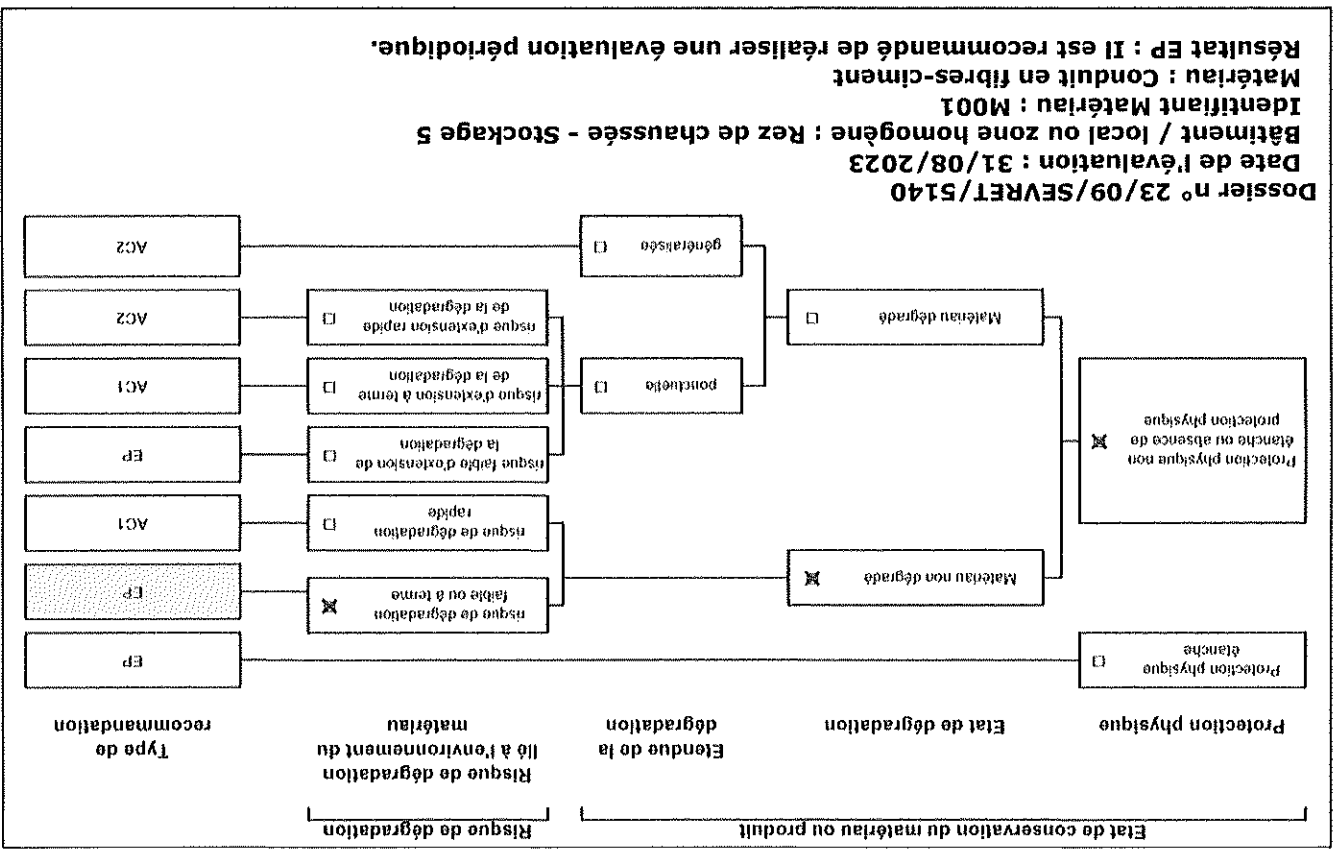 Dossier n° 23/09/SEVRET/5140
Date de l'évaluation : 31/08/2023
Bâtiment / local ou zone homogène : Rez de chaussée - Stockage 5
Identifiant Matériau : M001
Matériau : Conduit en fibres-ciment
Résultat EP : Il est recommandé de réaliser une évaluation périodique.
Etat de conservation du matériau ou produit
Risque de dégradation
Protection physique
Etat de dégradation
Etendue de la
dégradation
Risque de dégradation
lié à l'environnement du
matériau
Type de
recommandation
Protection physique
étanche
EP
Matériau non dégradé
risque de dégradation
faible ou à terme
EP
risque de dégradation
rapide
AC1
Protection physique non
étanche ou absence de
protection physique
Matériau dégradé
ponctuelle
risque faible d'extension de
la dégradation
EP
risque d'extension à terme
de la dégradation
AC1
risque d'extension rapide
de la dégradation
AC2
généralisée
AC2